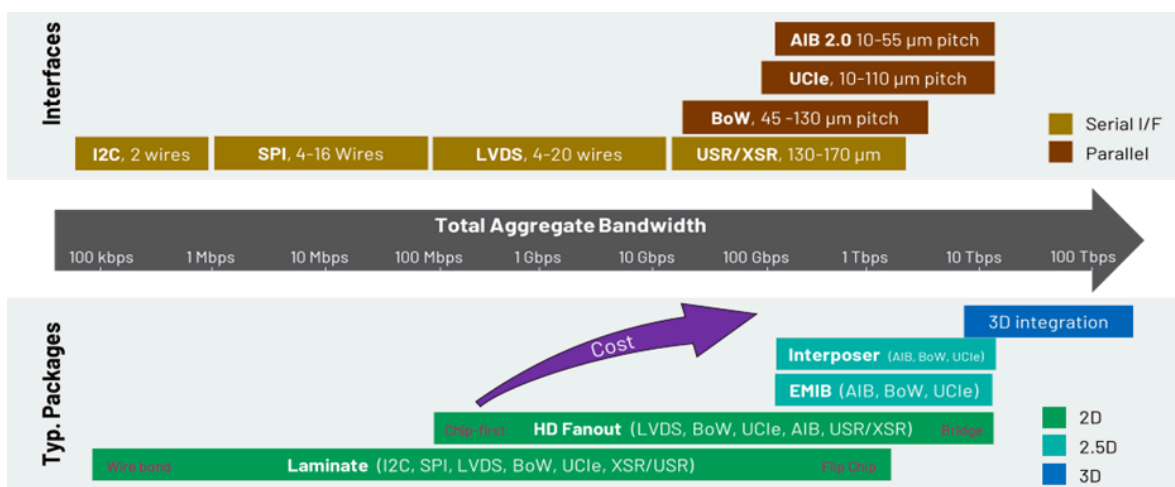 Interfaces
AIB 2.0 10-55 µm pitch
UCIe, 10-110 µm pitch
BoW, 45 -130 µm pitch
I2C, 2 wires
SPI, 4-16 Wires
LVDS, 4-20 wires
USR/XSR, 130-170 µm
Serial I/F
Parallel
Total Aggregate Bandwidth
100 kbps
1 Mbps
10 Mbps
100 Mbps
1 Gbps
10 Gbps
100 Gbps
1 Tbps
10 Tbps
100 Tbps
Typ. Packages
Cost
3D integration
Interposer (AIB, BoW, UCIe)
EMIB (AIB, BoW, UCIe)
Chip-first
HD Fanout (LVDS, BoW, UCIe, AIB, USR/XSR)
Bridge
Wire bond
Laminate (I2C, SPI, LVDS, BoW, UCIe, XSR/USR)
Flip Chip
2D
2.5D
3D